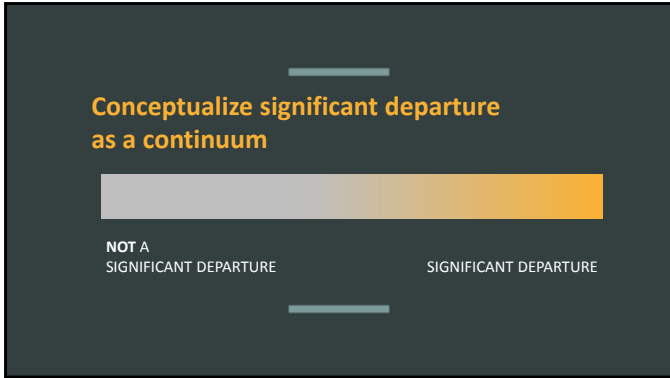 Conceptualize significant departure
as a continuum
NOT A
SIGNIFICANT DEPARTURE
SIGNIFICANT DEPARTURE